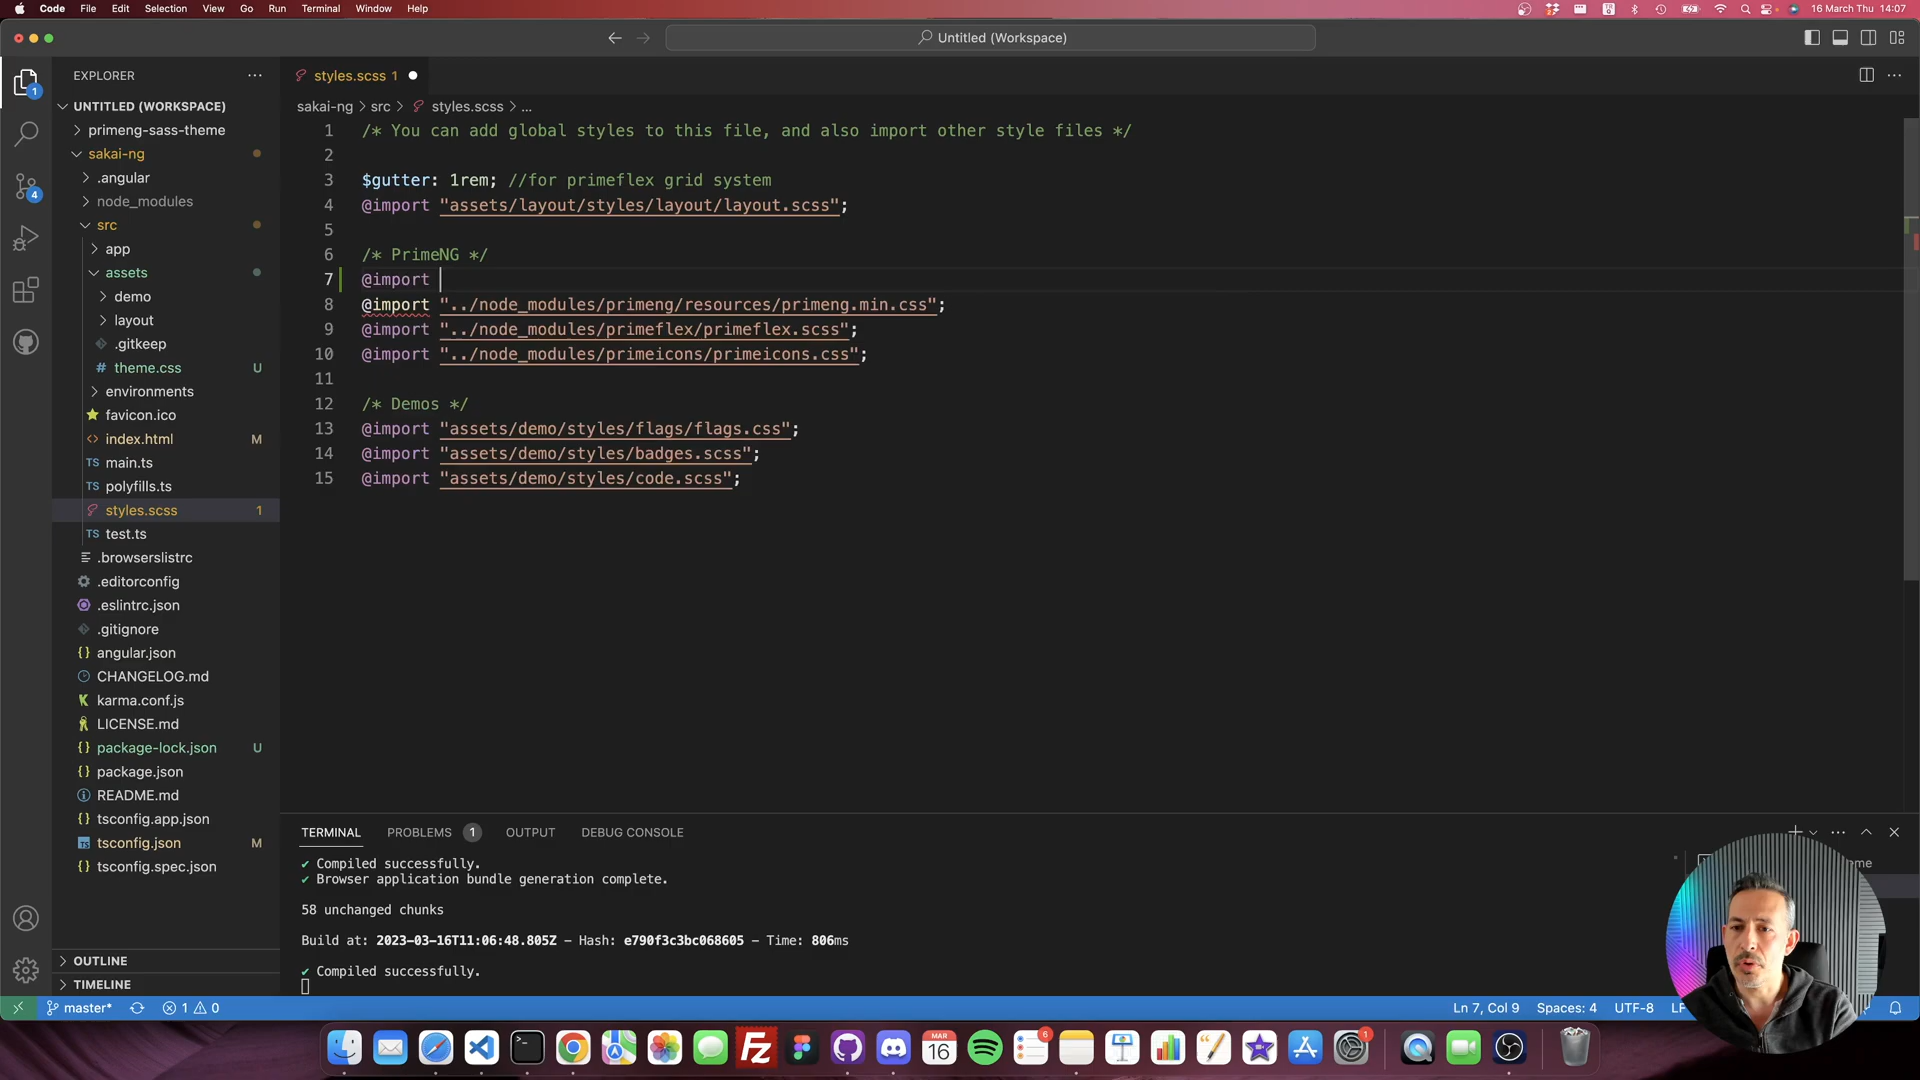 Code File Edit Selection View Go Run Terminal Window Help
16 March Thu 14:07
Untitled (Workspace)
EXPLORER
UNTITLED (WORKSPACE)
primeng-sass-theme
sakai-ng
.angular
node_modules
src
app
assets
demo
layout
.gitkeep
# theme.css U
environments
favicon.ico
<> index.html M
TS main.ts
TS polyfills.ts
styles.scss 1
TS test.ts
.browserslistrc
.editorconfig
.eslintrc.json
.gitignore
{} angular.json
CHANGELOG.md
karma.conf.js
LICENSE.md
{} package-lock.json U
{} package.json
README.md
{} tsconfig.app.json
tsconfig.json M
{} tsconfig.spec.json
OUTLINE
TIMELINE
1
4
styles.scss 1
sakai-ng > src > styles.scss > ...
1 /* You can add global styles to this file, and also import other style files */
2
3 $gutter: 1rem; //for primeflex grid system
4 @import "assets/layout/styles/layout/layout.scss";
5
6 /* PrimeNG */
7 @import
8 @import "../node_modules/primeng/resources/primeng.min.css";
9 @import "../node_modules/primeflex/primeflex.scss";
10 @import "../node_modules/primeicons/primeicons.css";
11
12 /* Demos */
13 @import "assets/demo/styles/flags/flags.css";
14 @import "assets/demo/styles/badges.scss";
15 @import "assets/demo/styles/code.scss";
TERMINAL PROBLEMS 1 OUTPUT DEBUG CONSOLE
✔ Compiled successfully.
✔ Browser application bundle generation complete.
58 unchanged chunks
Build at: 2023-03-16T11:06:48.805Z - Hash: e790f3c3bc068605 - Time: 806ms
✔ Compiled successfully.
master* 1 0
Ln 7, Col 9 Spaces: 4 UTF-8 LF
Fz
MAR
16
6
1